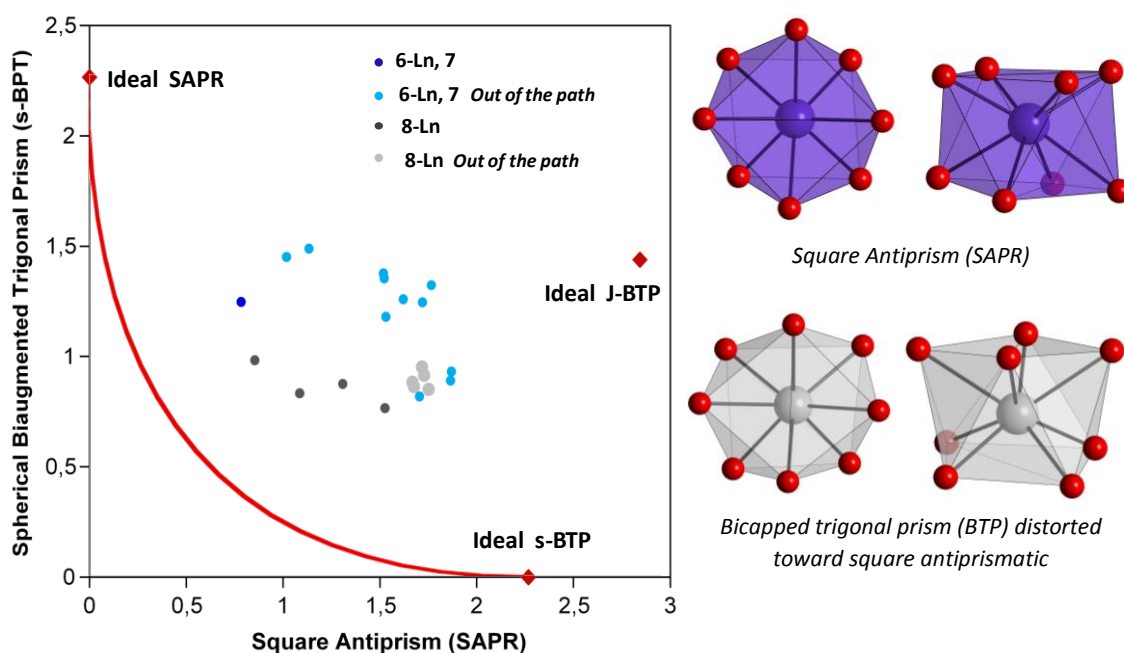 2,5
2
1,5
1
0,5
0
Spherical Biaugmented Trigonal Prism (s-BPT)
Ideal SAPR
6-Ln, 7
6-Ln, 7 Out of the path
8-Ln
8-Ln Out of the path
Ideal J-BTP
Ideal s-BTP
0
0,5
1
1,5
2
2,5
3
Square Antiprism (SAPR)
Square Antiprism (SAPR)
Bicapped trigonal prism (BTP) distorted
toward square antiprismatic